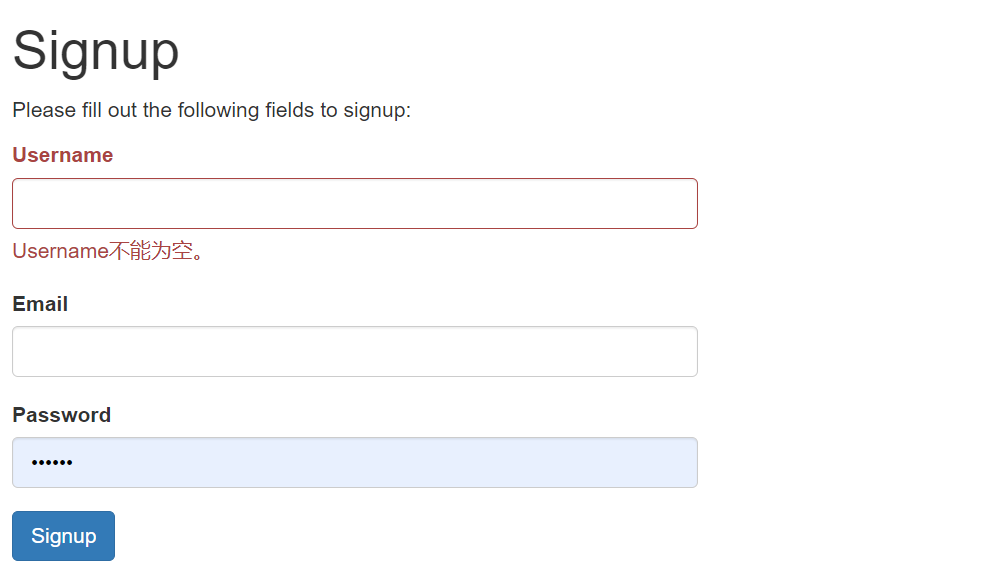 Signup
Please fill out the following fields to signup:
Username
Username不能为空。
Email
Password
••••••
Signup